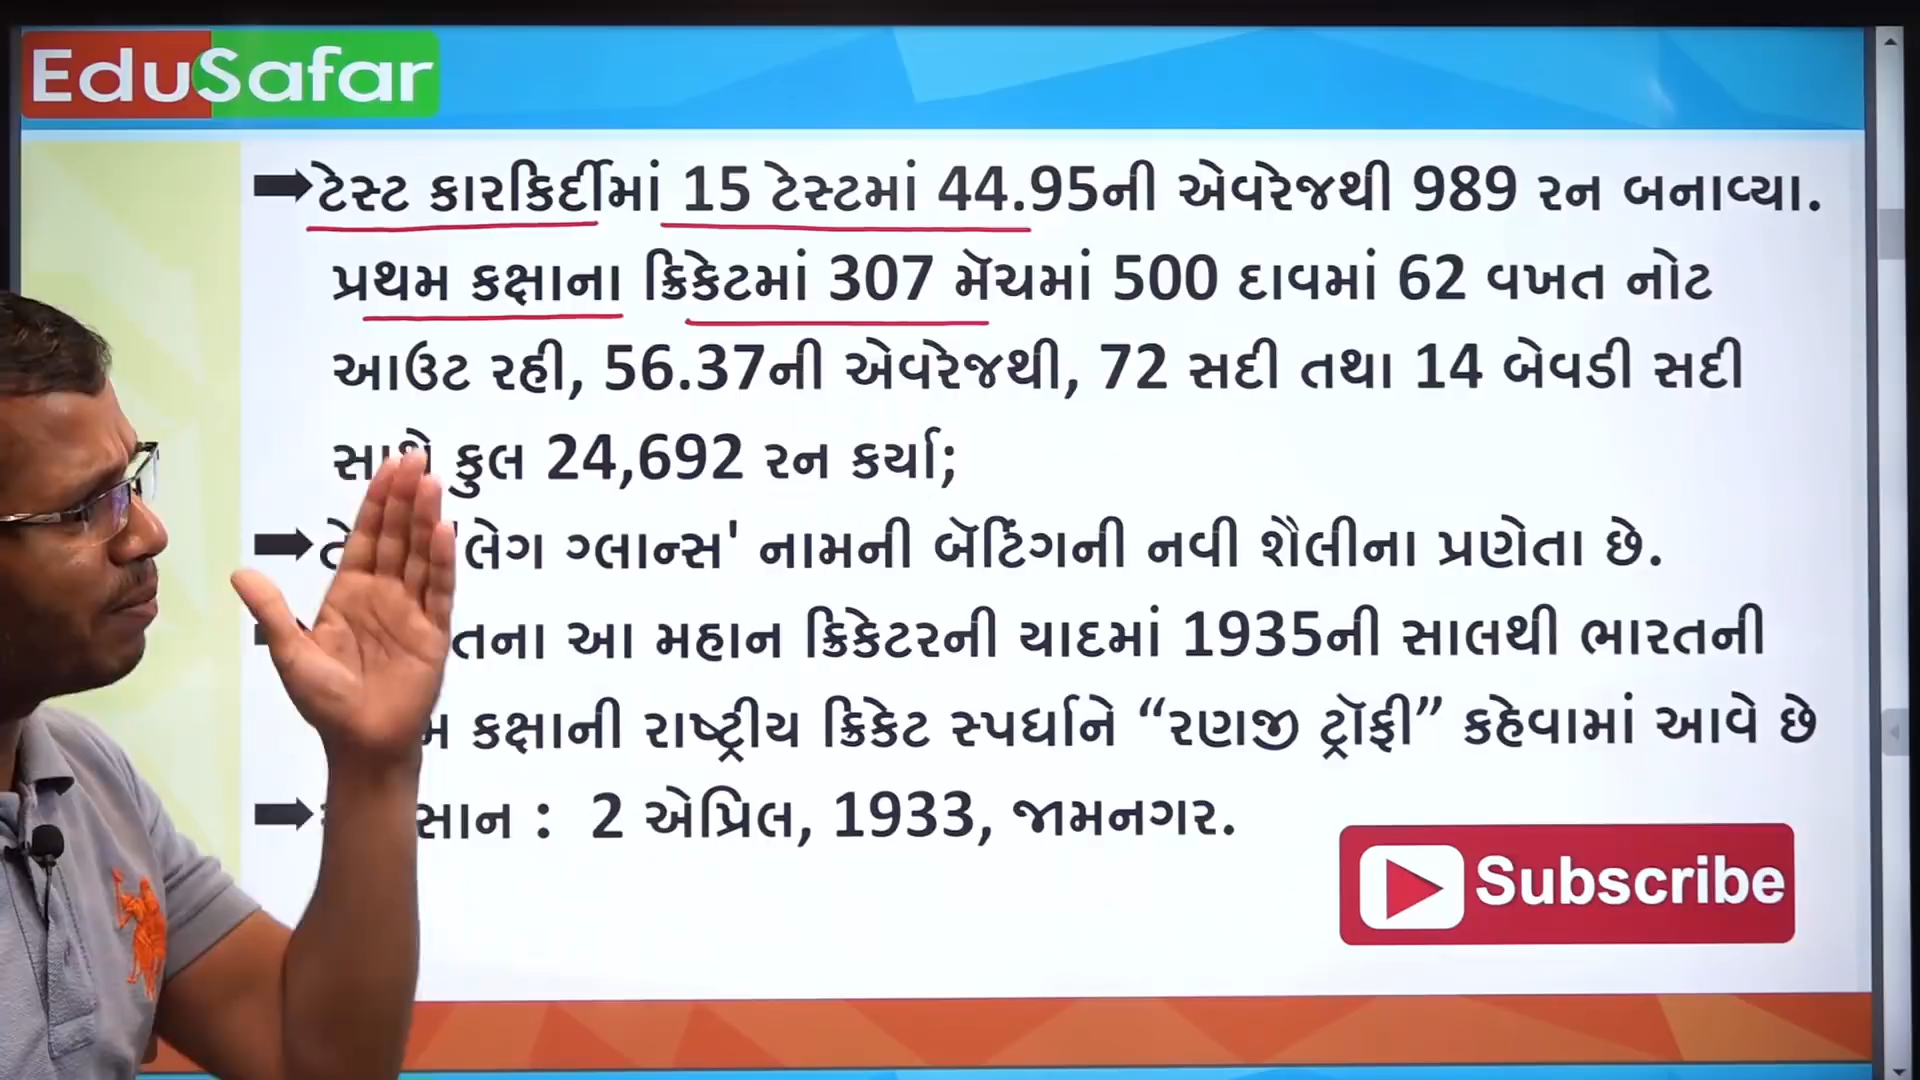 EduSafar
ટેસ્ટ કારકિર્દીમાં 15 ટેસ્ટમાં 44.95ની એવરેજથી 989 રન બનાવ્યા.
પ્રથમ કક્ષાના ક્રિકેટમાં 307 મૅચમાં 500 દાવમાં 62 વખત નોટ
આઉટ રહી, 56.37ની એવરેજથી, 72 સદી તથા 14 બેવડી સદી
કુલ 24,692 રન કર્યા;
'લેગ ગ્લાન્સ' નામની બૅટિંગની નવી શૈલીના પ્રણેતા છે.
આ મહાન ક્રિકેટરની યાદમાં 1935ની સાલથી ભારતની
કક્ષાની રાષ્ટ્રીય ક્રિકેટ સ્પર્ધાને “રણજી ટ્રૉફી” કહેવામાં આવે છે
: 2 એપ્રિલ, 1933, જામનગર.
Subscribe